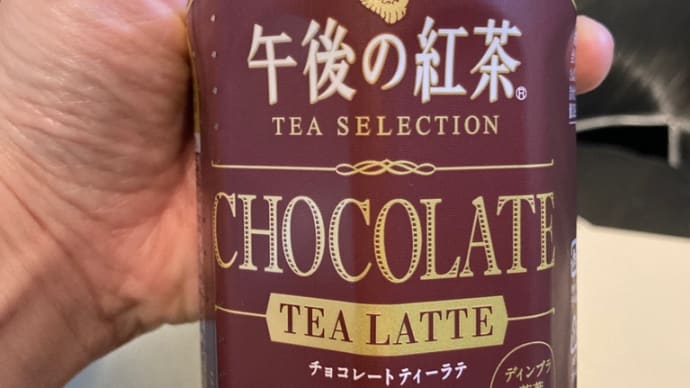 午後の紅茶®
TEA SELECTION
CHOCOLATE
TEA LATTE
チョコレートティーラテ
ディンブラ